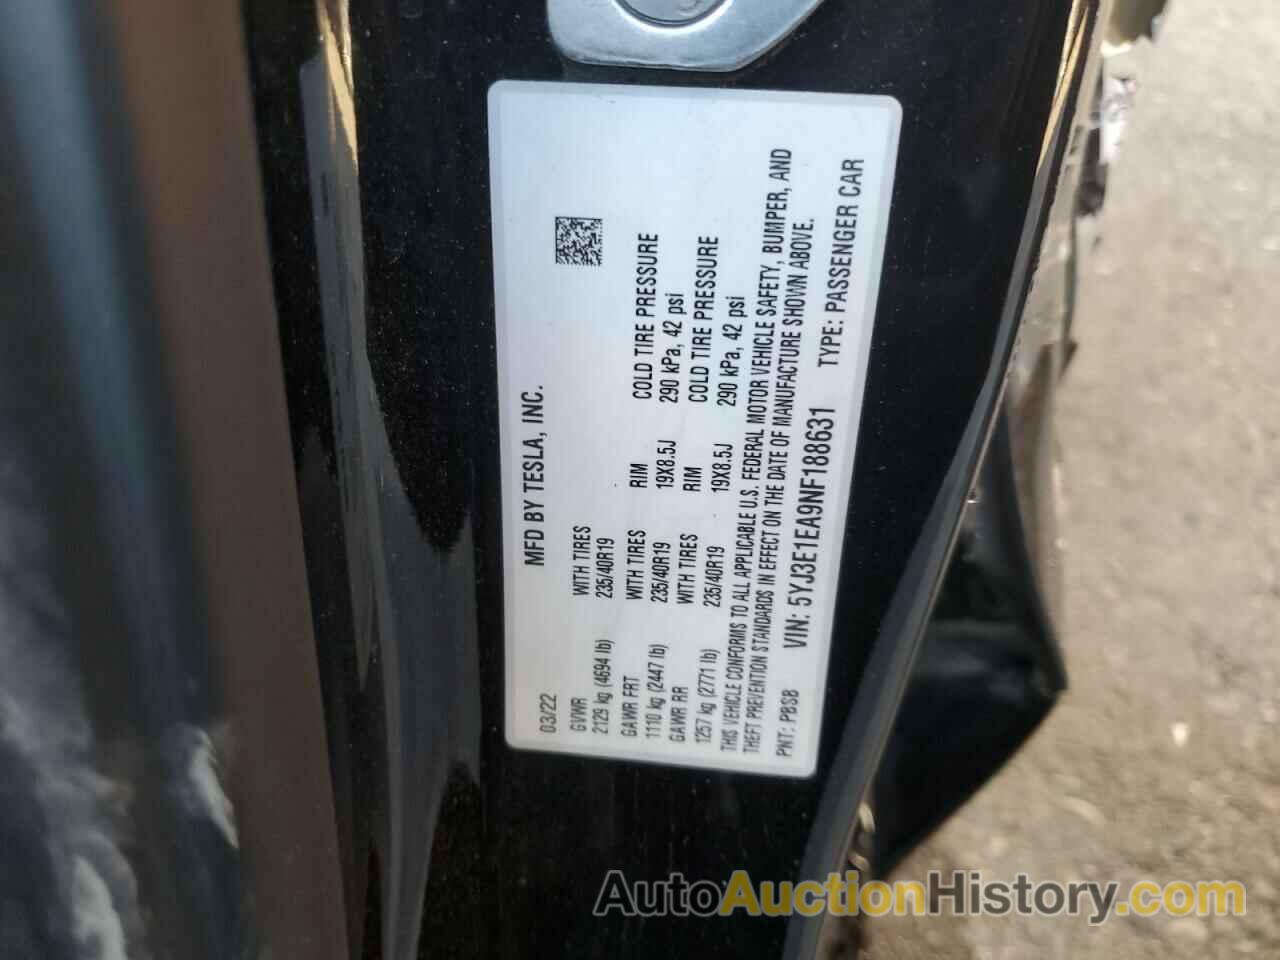 MFD BY TESLA, INC.
03/22
GVWR WITH TIRES
2129 kg (4694 lb) 235/40R19
GAWR FRT WITH TIRES RIM COLD TIRE PRESSURE
1110 kg (2447 lb) 235/40R19 19X8.5J 290 kPa, 42 psi
GAWR RR WITH TIRES RIM COLD TIRE PRESSURE
1257 kg (2771 lb) 235/40R19 19X8.5J 290 kPa, 42 psi
THIS VEHICLE CONFORMS TO ALL APPLICABLE U.S. FEDERAL MOTOR VEHICLE SAFETY, BUMPER, AND
THEFT PREVENTION STANDARDS IN EFFECT ON THE DATE OF MANUFACTURE SHOWN ABOVE.
PNT: PBSB VIN: 5YJ3E1EA9NF188631 TYPE: PASSENGER CAR
AutoAuctionHistory.com